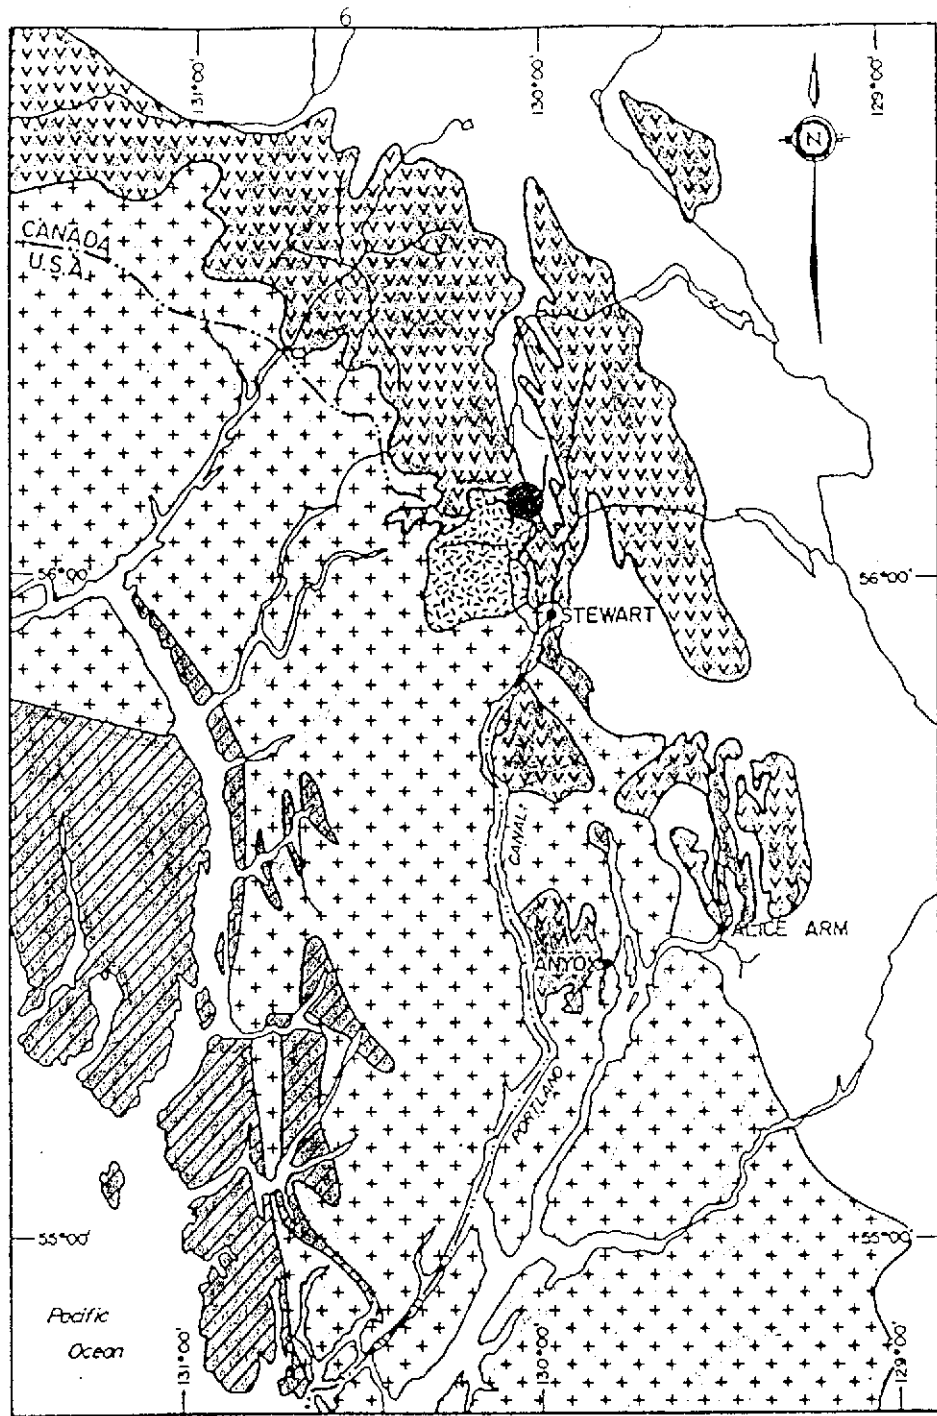 6
131°00'
130°00'
129°00'
N
CANADA
U.S.A.
56°00'
56°00'
STEWART
CANAL
ALICE ARM
ANYOX
PORTLAND
55°00'
55°00'
Pacific
Ocean
131°00'
130°00'
129°00'